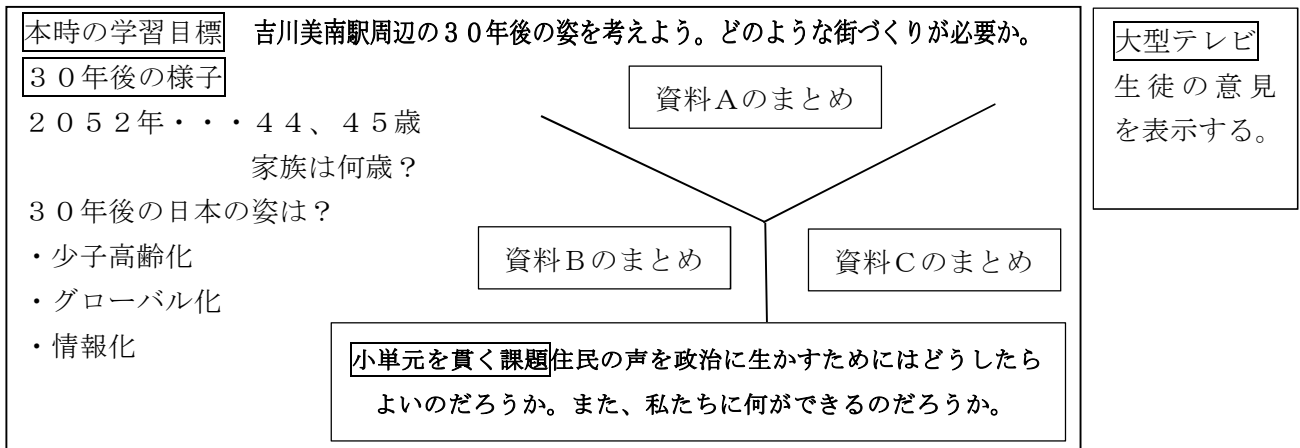 本時の学習目標 吉川美南駅周辺の３０年後の姿を考えよう。どのような街づくりが必要か。
３０年後の様子
２０５２年・・・４４、４５歳
家族は何歳？
３０年後の日本の姿は？
・少子高齢化
・グローバル化
・情報化
資料Ａのまとめ
資料Ｂのまとめ
資料Ｃのまとめ
小単元を貫く課題住民の声を政治に生かすためにはどうしたら
よいのだろうか。また、私たちに何ができるのだろうか。
大型テレビ
生徒の意見
を表示する。